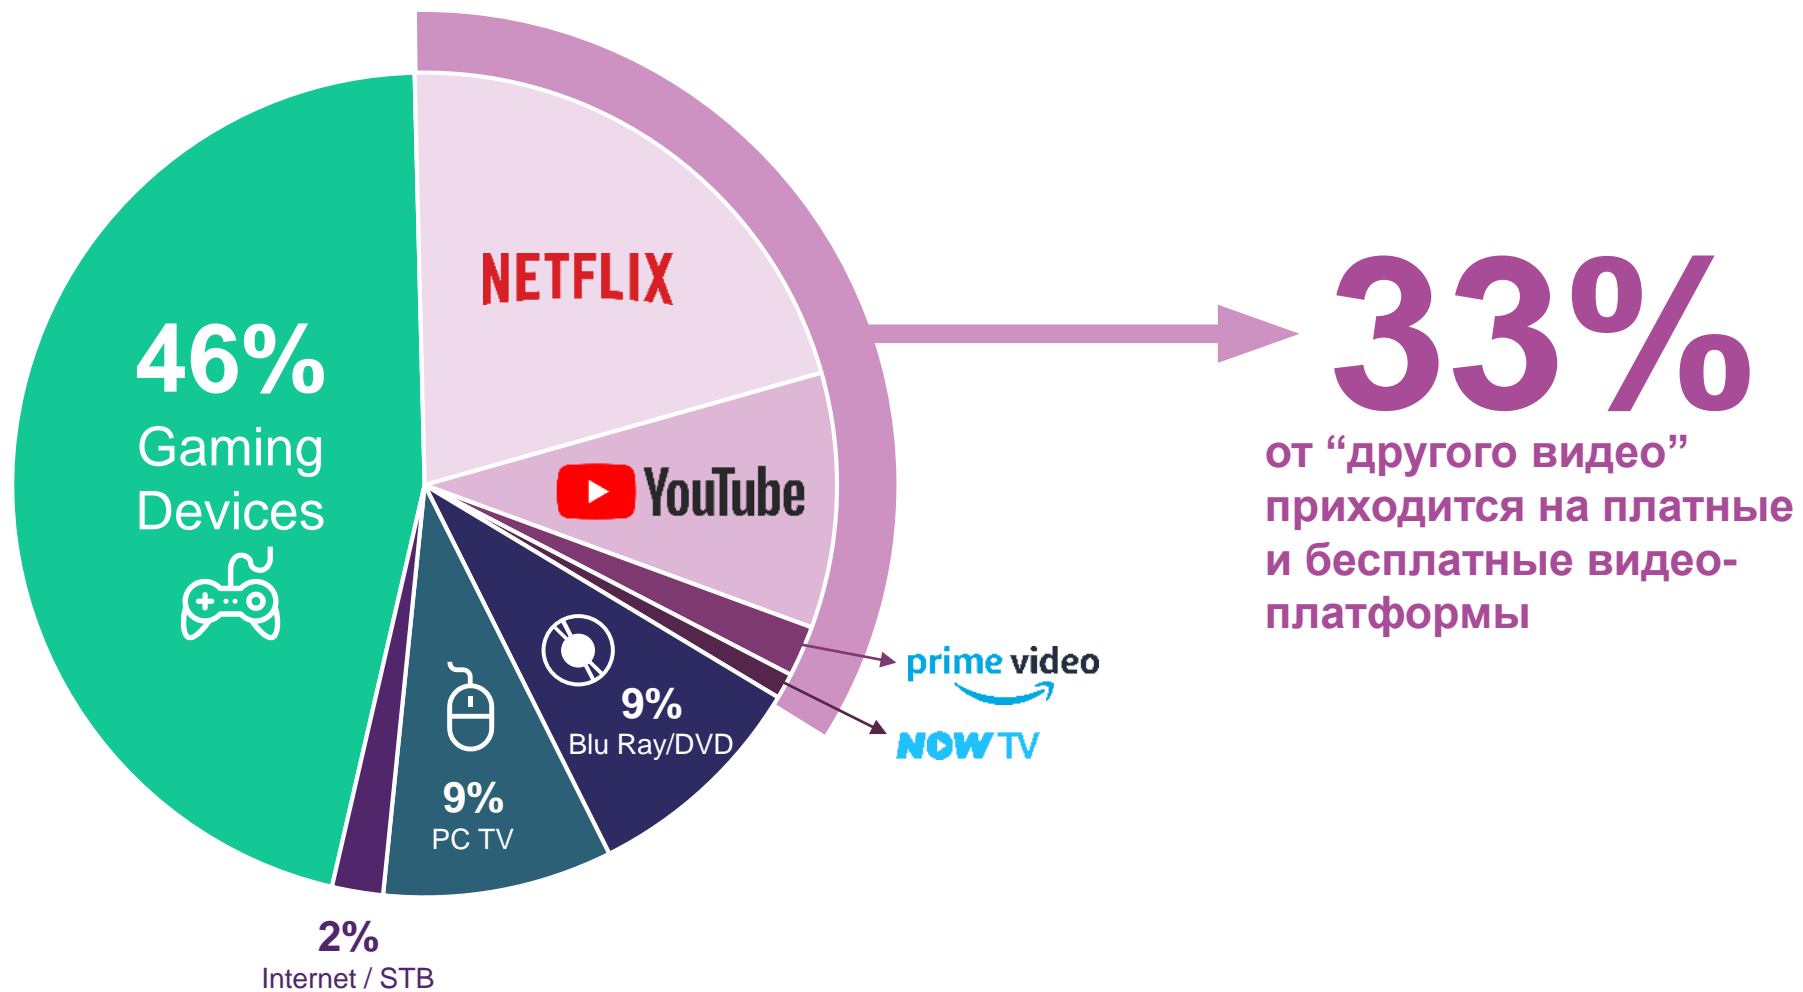 NETFLIX
46%
Gaming
Devices
YouTube
33%
от “другого видео”
приходится на платные
и бесплатные видео-
платформы
prime video
NOW TV
9%
Blu Ray/DVD
9%
PC TV
2%
Internet / STB